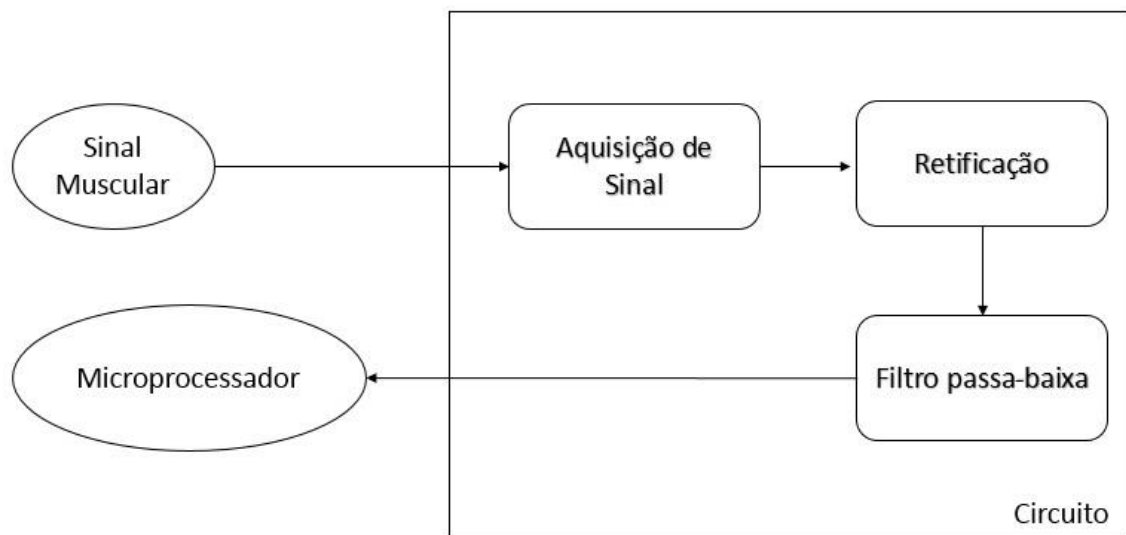 Sinal
Muscular
Aquisição de
Sinal
Retificação
Microprocessador
Filtro passa-baixa
Circuito